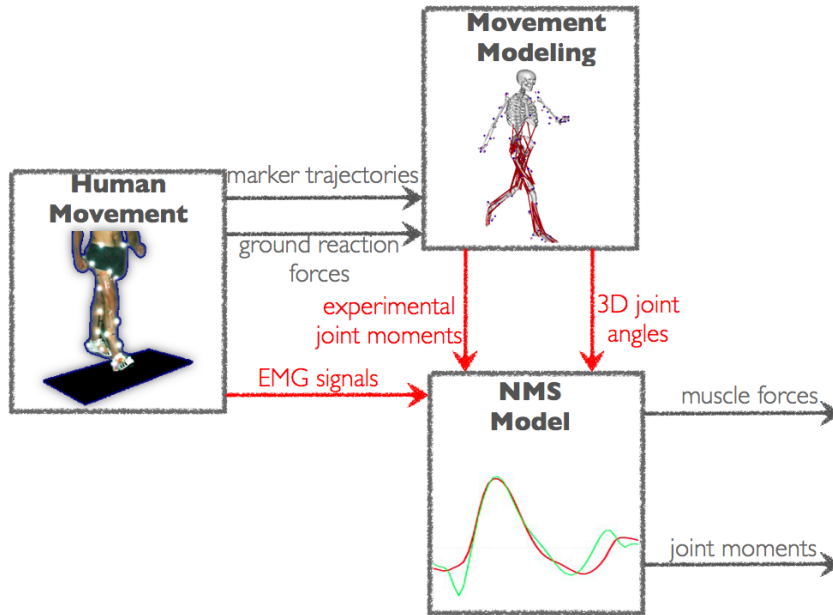 Movement
Modeling
Human
Movement
marker trajectories
ground reaction
forces
experimental
joint moments
3D joint
angles
EMG signals
NMS
Model
muscle forces
joint moments